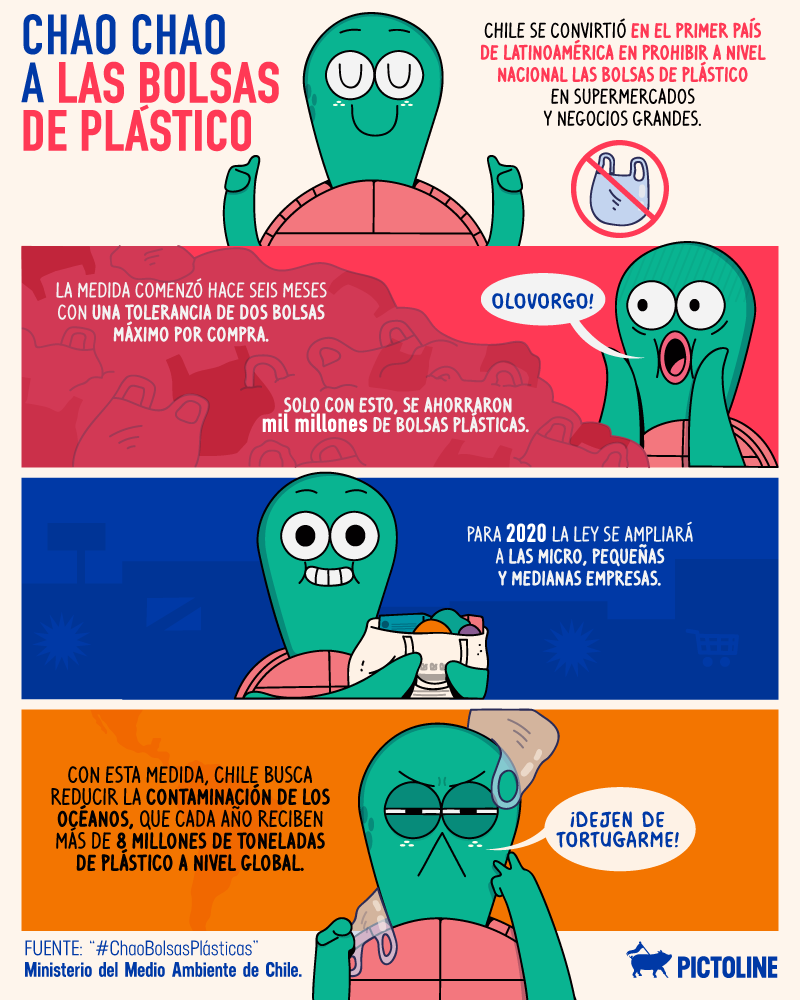 CHAO CHAO
A LAS BOLSAS
DE PLÁSTICO
CHILE SE CONVIRTIÓ EN EL PRIMER PAÍS
DE LATINOAMÉRICA EN PROHIBIR A NIVEL
NACIONAL LAS BOLSAS DE PLÁSTICO
EN SUPERMERCADOS
Y NEGOCIOS GRANDES.
LA MEDIDA COMENZÓ HACE SEIS MESES
CON UNA TOLERANCIA DE DOS BOLSAS
MÁXIMO POR COMPRA.
OLOVORGO!
SOLO CON ESTO, SE AHORRARON
mil millones DE BOLSAS PLÁSTICAS.
PARA 2020 LA LEY SE AMPLIARÁ
A LAS MICRO, PEQUEÑAS
Y MEDIANAS EMPRESAS.
CON ESTA MEDIDA, CHILE BUSCA
REDUCIR LA CONTAMINACIÓN DE LOS
OCÉANOS, QUE CADA AÑO RECIBEN
MÁS DE 8 MILLONES DE TONELADAS
DE PLÁSTICO A NIVEL GLOBAL.
¡DEJEN DE
TORTUGARME!
FUENTE: "#ChaoBolsasPlásticas"
Ministerio del Medio Ambiente de Chile.
PICTOLINE